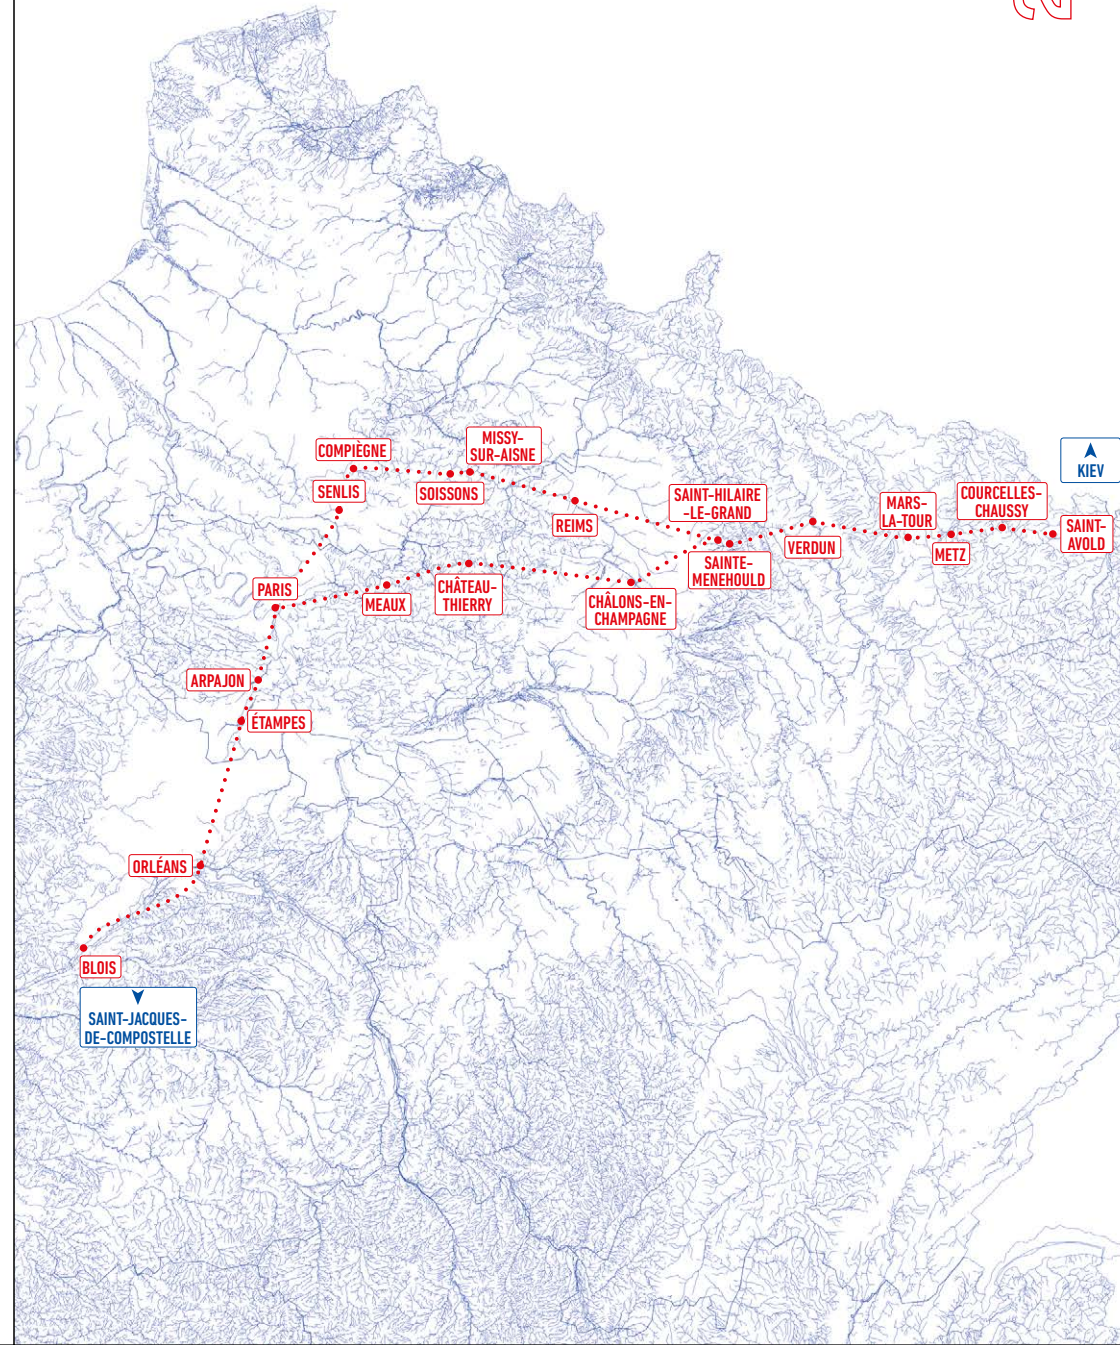 COMPIÈGNE
MISSY-
SUR-AISNE
KIEV
SENLIS
SOISSONS
SAINT-HILAIRE
-LE-GRAND
COURCELLES-
CHAUSSY
MARS-
LA-TOUR
REIMS
SAINT-
AVOLD
VERDUN
METZ
SAINTE-
MENEHOULD
PARIS
MEAUX
CHÂTEAU-
THIERRY
CHÂLONS-EN-
CHAMPAGNE
ARPAJON
ÉTAMPES
ORLÉANS
BLOIS
SAINT-JACQUES-
DE-COMPOSTELLE